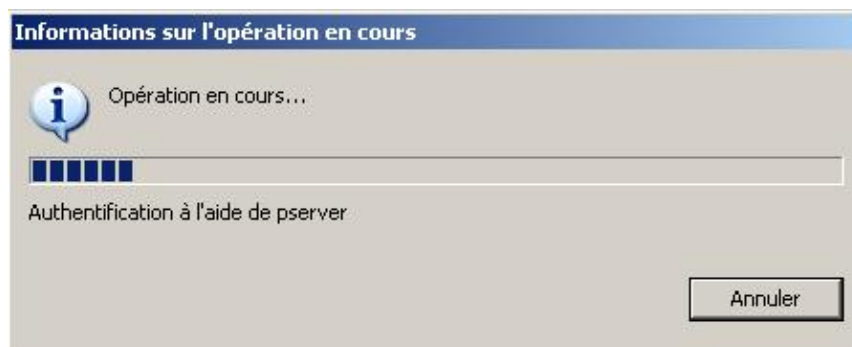 Informations sur l'opération en cours
Opération en cours...
Authentification à l'aide de pserver
Annuler